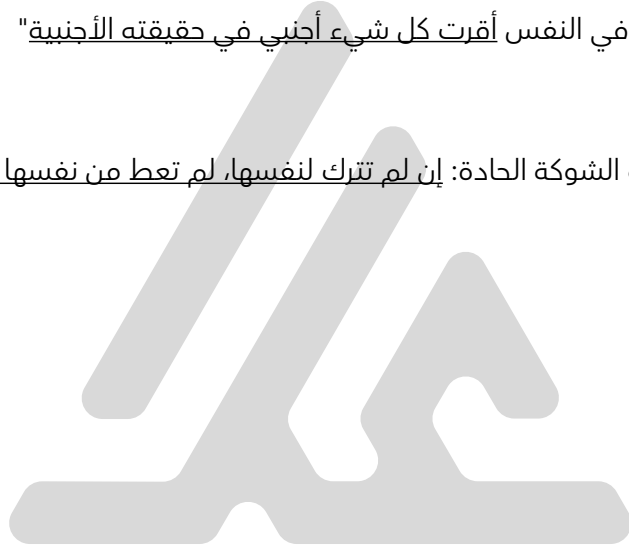 في النفس أقرت كل شيء أجنبي في حقيقته الأجنبية"
الشوكة الحادة: إن لم تترك لنفسها، لم تعط من نفسها